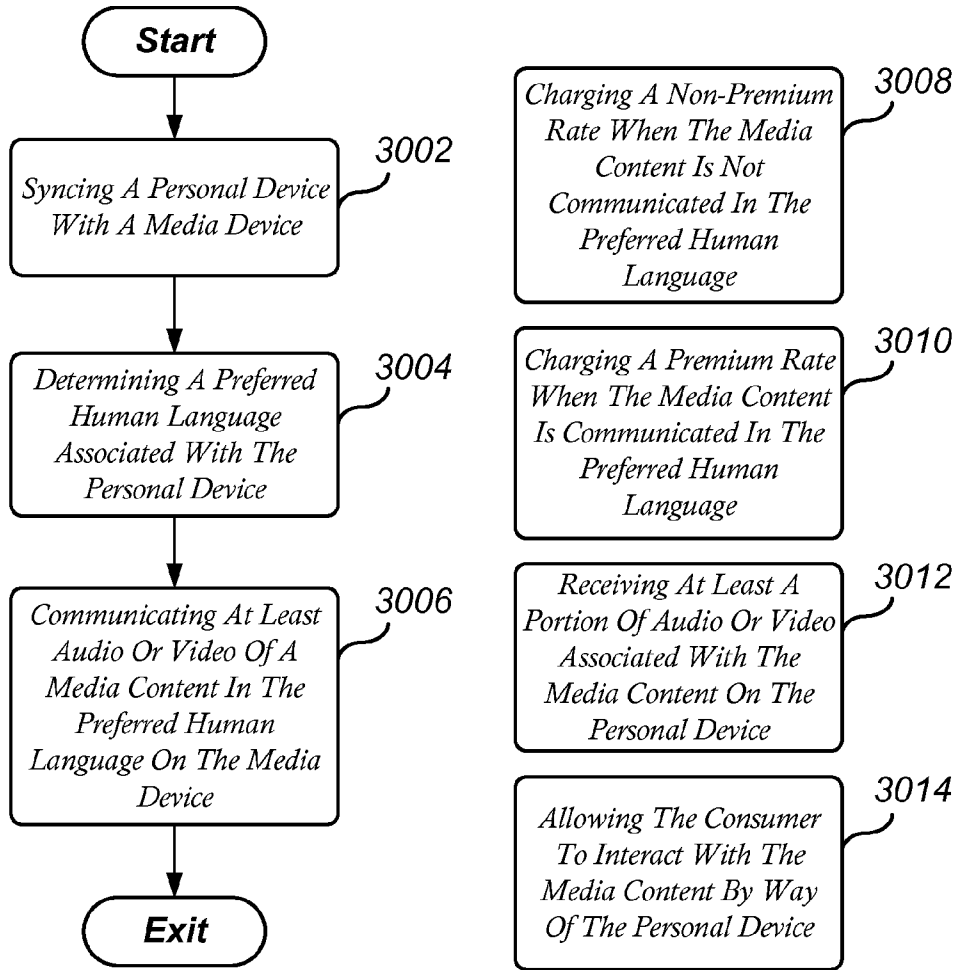 Start
3002
Syncing A Personal Device
With A Media Device
3004
Determining A Preferred
Human Language
Associated With The
Personal Device
3006
Communicating At Least
Audio Or Video Of A
Media Content In The
Preferred Human
Language On The Media
Device
Exit
3008
Charging A Non-Premium
Rate When The Media
Content Is Not
Communicated In The
Preferred Human
Language
3010
Charging A Premium Rate
When The Media Content
Is Communicated In The
Preferred Human
Language
3012
Receiving At Least A
Portion Of Audio Or Video
Associated With The
Media Content On The
Personal Device
3014
Allowing The Consumer
To Interact With The
Media Content By Way
Of The Personal Device